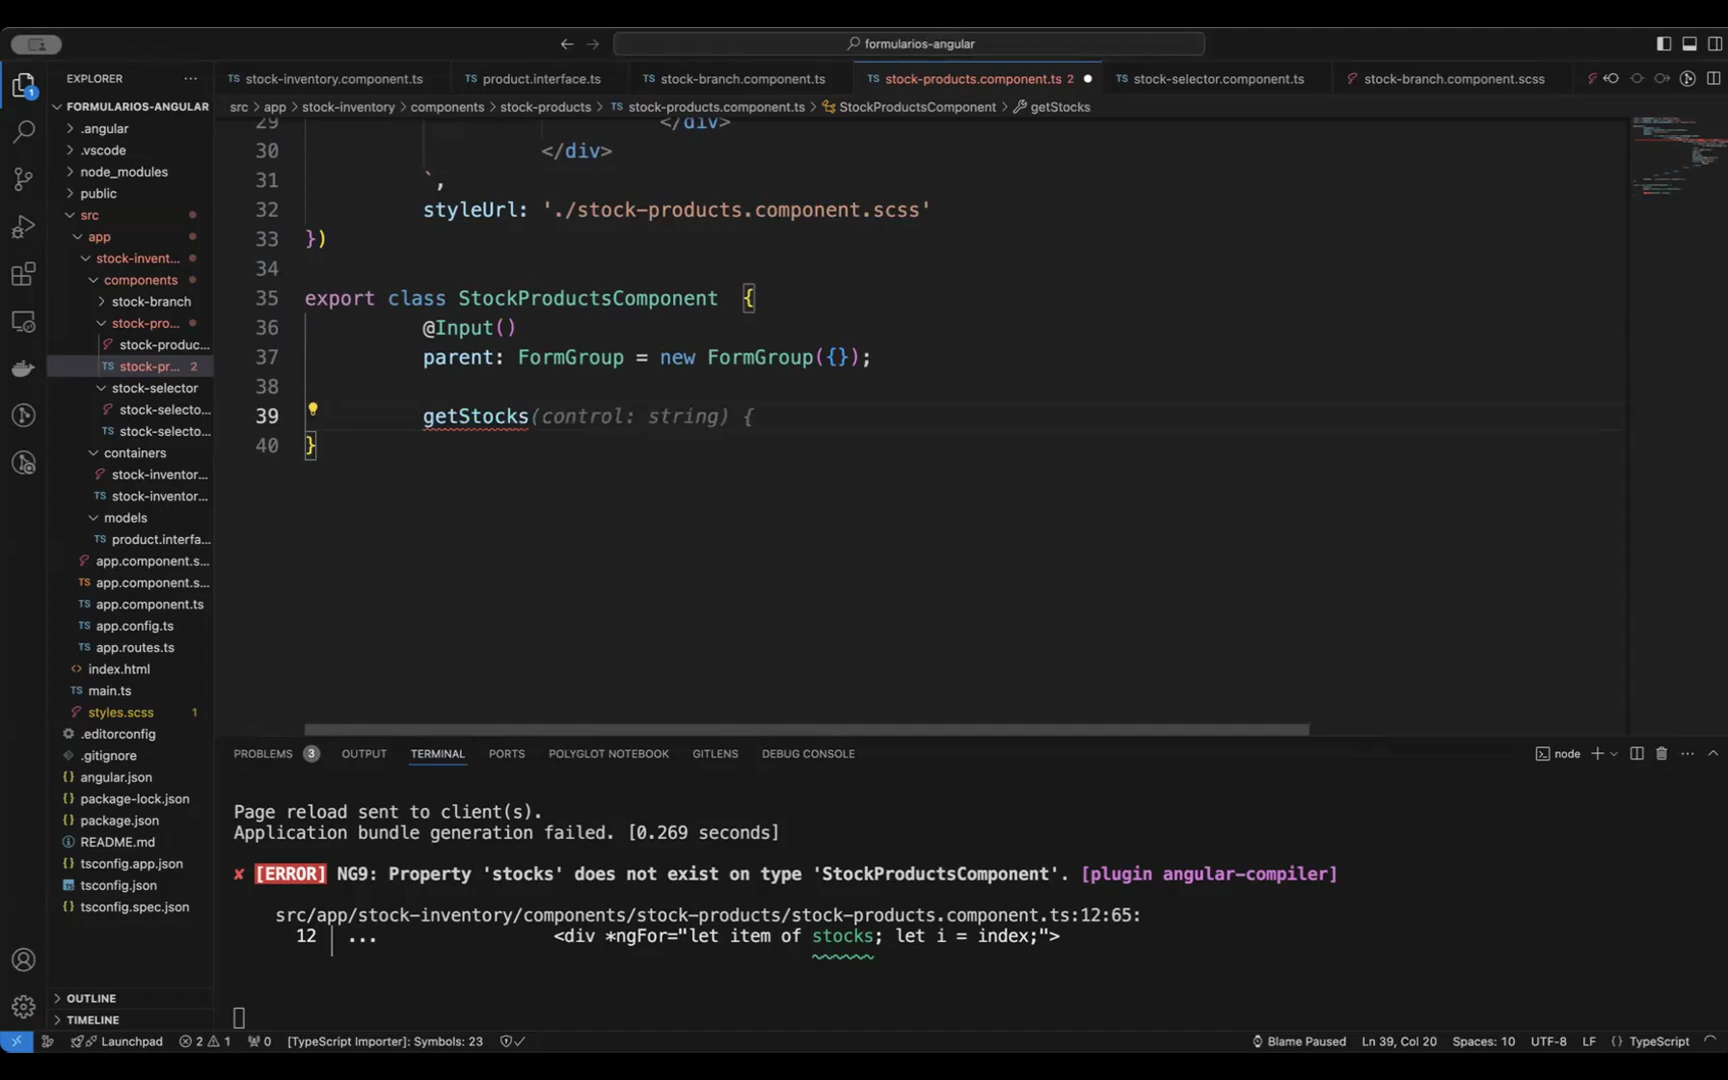 formularios-angular
EXPLORER
stock-inventory.component.ts
product.interface.ts
stock-branch.component.ts
stock-products.component.ts 2
stock-selector.component.ts
stock-branch.component.scss
src > app > stock-inventory > components > stock-products > stock-products.component.ts > StockProductsComponent > getStocks
FORMULARIOS-ANGULAR
.angular
.vscode
node_modules
public
src
app
stock-invent...
components
stock-branch
stock-pro...
stock-produc...
stock-pr... 2
stock-selector
stock-selecto...
stock-selecto...
containers
stock-inventor...
stock-inventor...
models
product.interfa...
app.component.s...
app.component.s...
app.component.ts
app.config.ts
app.routes.ts
index.html
main.ts
styles.scss 1
.editorconfig
.gitignore
angular.json
package-lock.json
package.json
README.md
tsconfig.app.json
tsconfig.json
tsconfig.spec.json
OUTLINE
TIMELINE
29 </div>
30 </div>
31 `,
32 styleUrl: './stock-products.component.scss'
33 })
34
35 export class StockProductsComponent {
36 @Input()
37 parent: FormGroup = new FormGroup({});
38
39 getStocks(control: string) {
40 }
PROBLEMS 3 OUTPUT TERMINAL PORTS POLYGLOT NOTEBOOK GITLENS DEBUG CONSOLE
node
Page reload sent to client(s).
Application bundle generation failed. [0.269 seconds]
✘ [ERROR] NG9: Property 'stocks' does not exist on type 'StockProductsComponent'. [plugin angular-compiler]
src/app/stock-inventory/components/stock-products/stock-products.component.ts:12:65:
12 │ ... <div *ngFor="let item of stocks; let i = index;">
Launchpad 2 1 0 [TypeScript Importer]: Symbols: 23
Blame Paused Ln 39, Col 20 Spaces: 10 UTF-8 LF {} TypeScript